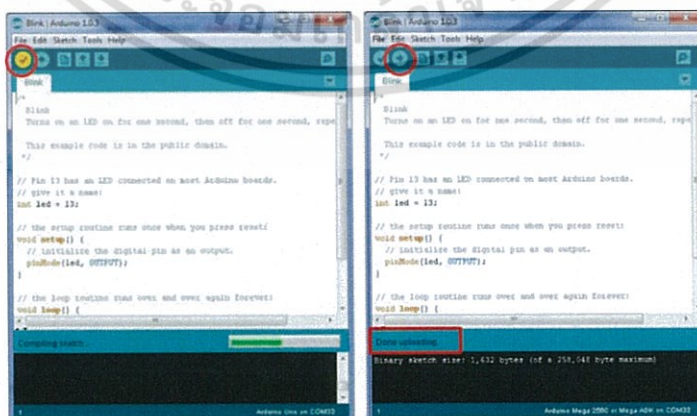 Blink | Arduino 1.0.3
File Edit Sketch Tools Help
Blink
/*
Blink
Turns on an LED on for one second, then off for one second, repe
This example code is in the public domain.
*/
// Pin 13 has an LED connected on most Arduino boards.
// give it a name:
int led = 13;
// the setup routine runs once when you press reset:
void setup() {
// initialize the digital pin as an output.
pinMode(led, OUTPUT);
}
// the loop routine runs over and over again forever:
void loop() {
Compiling sketch...
1
Arduino Uno on COM33
Blink | Arduino 1.0.3
File Edit Sketch Tools Help
Blink
/*
Blink
Turns on an LED on for one second, then off for one second, repe
This example code is in the public domain.
*/
// Pin 13 has an LED connected on most Arduino boards.
// give it a name:
int led = 13;
// the setup routine runs once when you press reset:
void setup() {
// initialize the digital pin as an output.
pinMode(led, OUTPUT);
}
// the loop routine runs over and over again forever:
void loop() {
Done uploading.
Binary sketch size: 1,632 bytes (of a 258,048 byte maximum)
1
Arduino Mega 2560 or Mega ADK on COM33